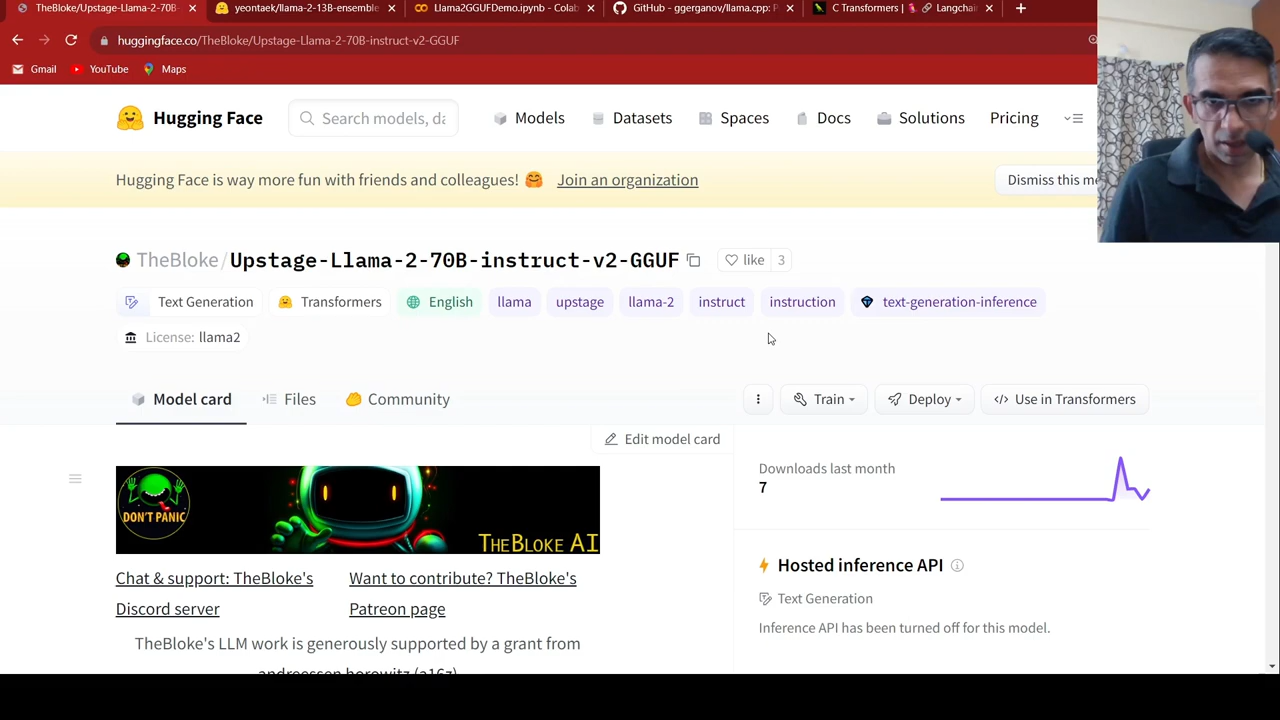 TheBloke/Upstage-Llama-2-70B-
yeontaek/llama-2-13B-ensemble
Llama2GGUFDemo.ipynb - Colab
GitHub - ggerganov/llama.cpp: P
C Transformers | 🦜🔗 Langchain
huggingface.co/TheBloke/Upstage-Llama-2-70B-instruct-v2-GGUF
Gmail YouTube Maps
Hugging Face Search models, da Models Datasets Spaces Docs Solutions Pricing
Hugging Face is way more fun with friends and colleagues! 🤗 Join an organization Dismiss this me
TheBloke/Upstage-Llama-2-70B-instruct-v2-GGUF like 3
Text Generation Transformers English llama upstage llama-2 instruct instruction text-generation-inference
License: llama2
Model card Files Community Train Deploy </> Use in Transformers
Edit model card
DON'T PANIC
THEBLOKE AI
Chat & support: TheBloke's Discord server
Want to contribute? TheBloke's Patreon page
TheBloke's LLM work is generously supported by a grant from
andreessen horowitz (a16z)
Downloads last month
7
Hosted inference API
Text Generation
Inference API has been turned off for this model.